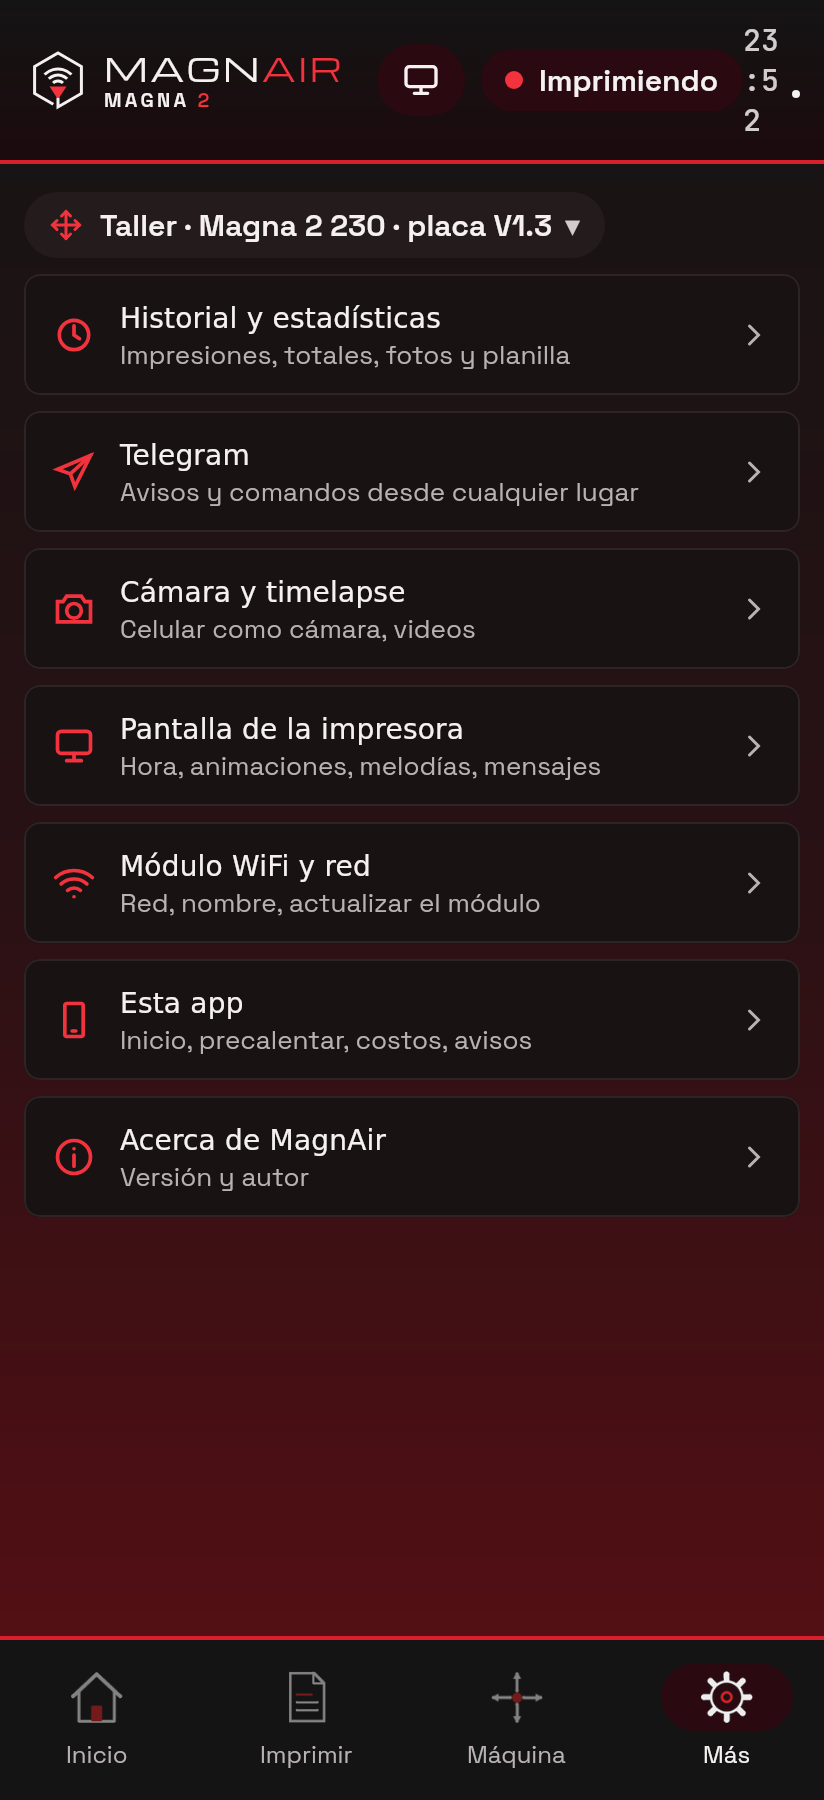 MAGNAIR
MAGNA 2
Imprimiendo
23
:5
2
Taller · Magna 2 230 · placa V1.3 ▾
Historial y estadísticas
Impresiones, totales, fotos y planilla
Telegram
Avisos y comandos desde cualquier lugar
Cámara y timelapse
Celular como cámara, videos
Pantalla de la impresora
Hora, animaciones, melodías, mensajes
Módulo WiFi y red
Red, nombre, actualizar el módulo
Esta app
Inicio, precalentar, costos, avisos
Acerca de MagnAir
Versión y autor
Inicio
Imprimir
Máquina
Más